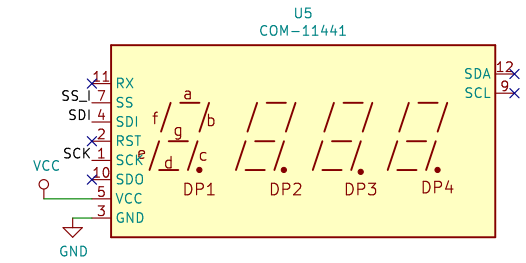 U5
COM-11441
11 RX
SS_I 7 SS
SDI 4 SDI
2 RST
SCK 1 SCK
10 SDO
VCC 5 VCC
3 GND
GND
a
f b
g
e c
d
DP1 DP2 DP3 DP4
SDA 12
SCL 9